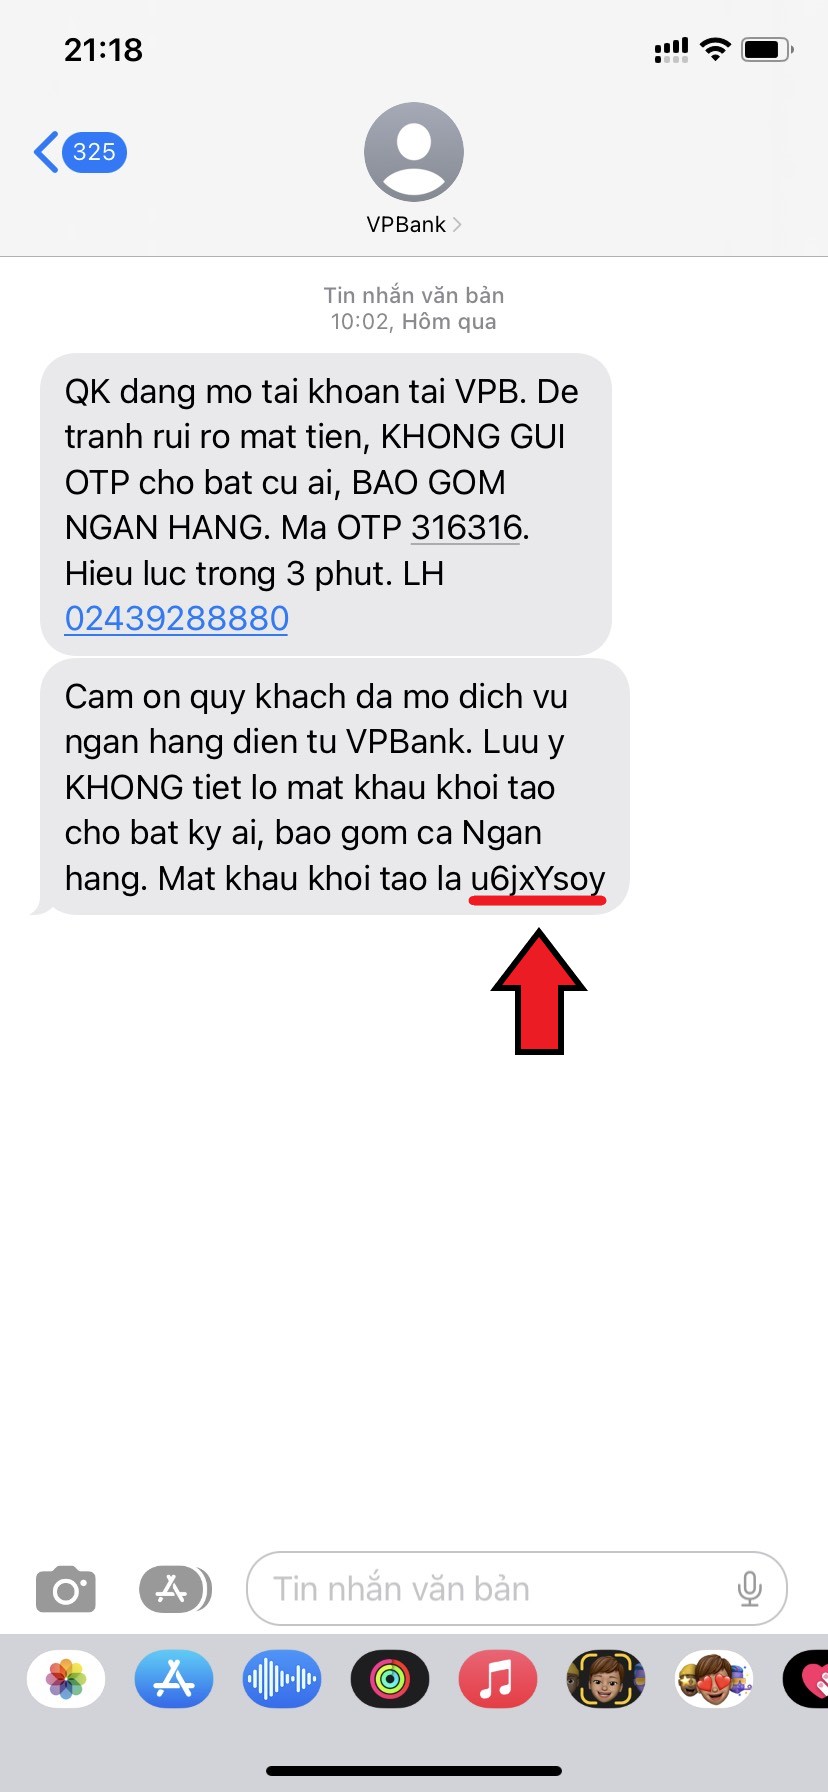 21:18
325
VPBank
Tin nhắn văn bản
10:02, Hôm qua
QK dang mo tai khoan tai VPB. De
tranh rui ro mat tien, KHONG GUI
OTP cho bat cu ai, BAO GOM
NGAN HANG. Ma OTP 316316.
Hieu luc trong 3 phut. LH
02439288880
Cam on quy khach da mo dich vu
ngan hang dien tu VPBank. Luu y
KHONG tiet lo mat khau khoi tao
cho bat ky ai, bao gom ca Ngan
hang. Mat khau khoi tao la u6jxYsoy
Tin nhắn văn bản